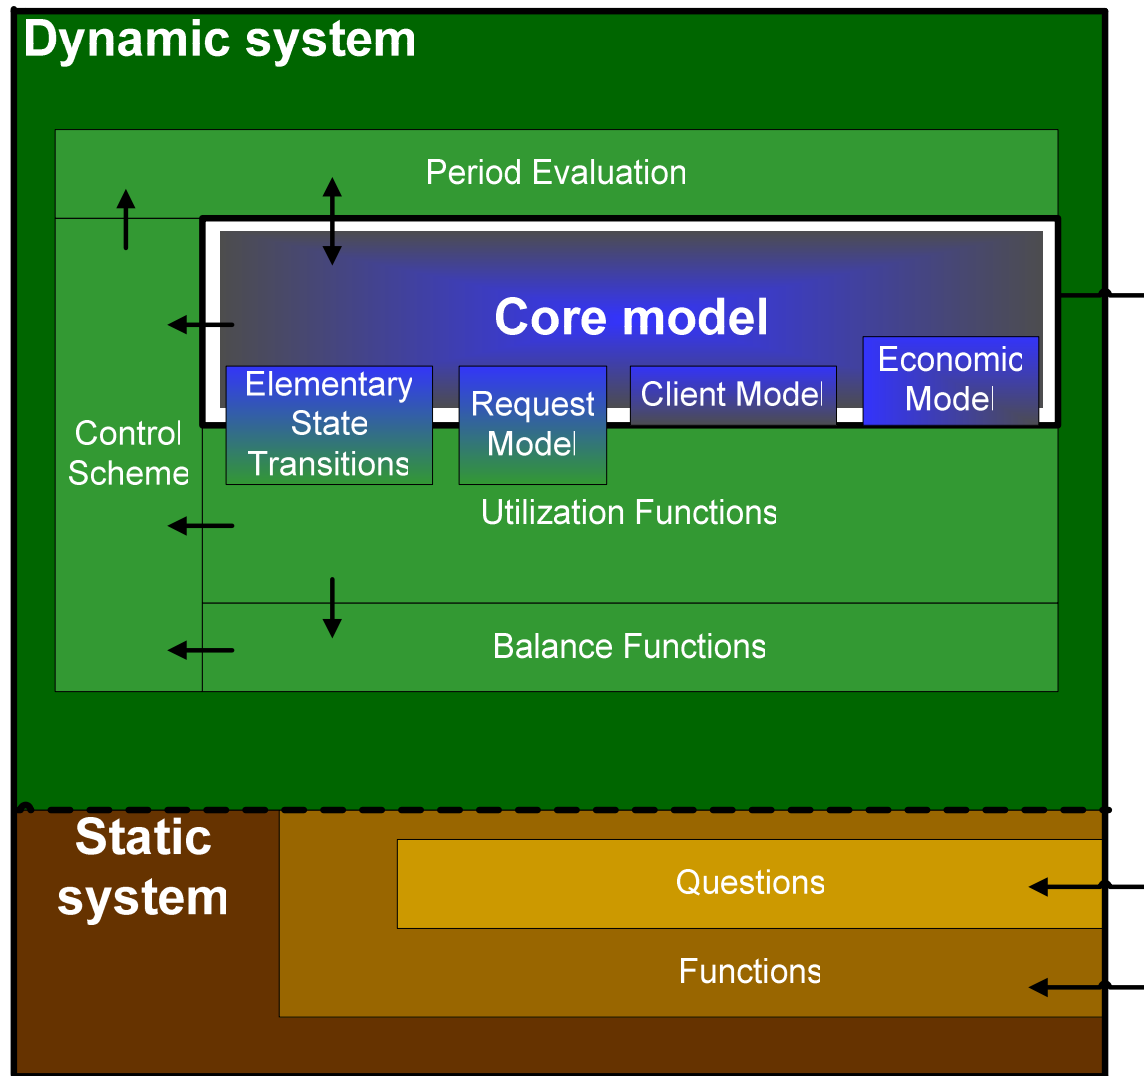 Dynamic system
Period Evaluation
Core model
Elementary
State
Transitions
Request
Model
Client Model
Economic
Model
Control
Scheme
Utilization Functions
Balance Functions
Static
system
Questions
Functions